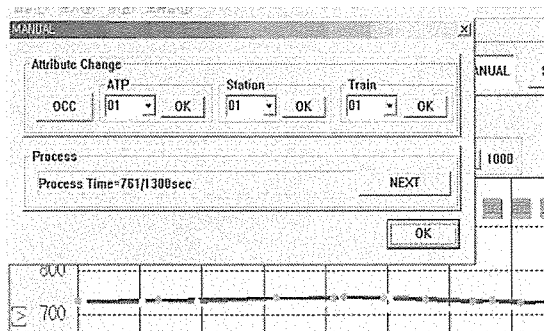 MANUAL
Attribute Change
ATP
Station
Train
OCC
01
OK
01
OK
01
OK
ANUAL
Process
1000
Process Time=761/1300sec
NEXT
OK
800
700
[V]